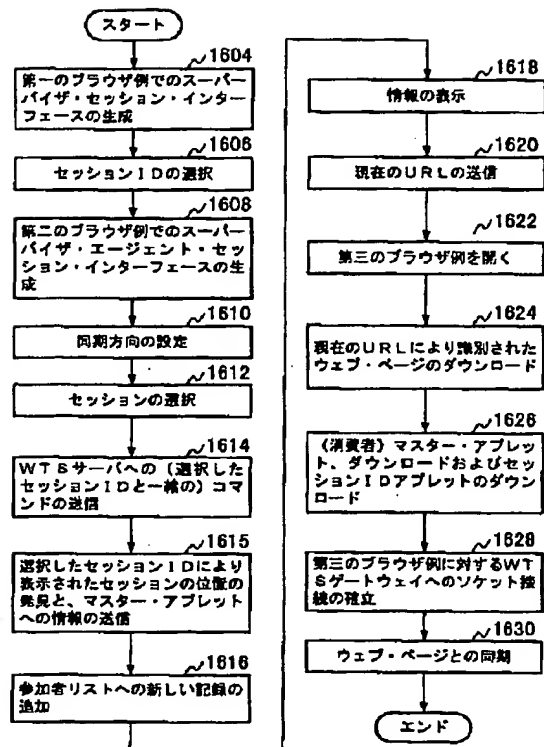 スタート
1604
第一のブラウザ例でのスーパー
バイザ・セッション・インター
フェースの生成
1606
セッションIDの選択
1608
第二のブラウザ例でのスーパー
バイザ・エージェント・セッシ
ョン・インターフェースの生
成
1610
同期方向の設定
1612
セッションの選択
1614
WTSサーバへの(選択した
セッションIDと一緒の)コマ
ンドの送信
1615
選択したセッションIDにより
表示されたセッションの位置の
発見と、マスター・アプレット
への情報の送信
1616
参加者リストへの新しい記録の
追加
1618
情報の表示
1620
現在のURLの送信
1622
第三のブラウザ例を開く
1624
現在のURLにより識別された
ウェブ・ページのダウンロード
1626
(消費者)マスター・アプレッ
ト、ダウンロードおよびセッシ
ョンIDアプレットのダウン
ロード
1628
第三のブラウザ例に対するWT
Sゲートウェイへのソケット接
続の確立
1630
ウェブ・ページとの同期
エンド